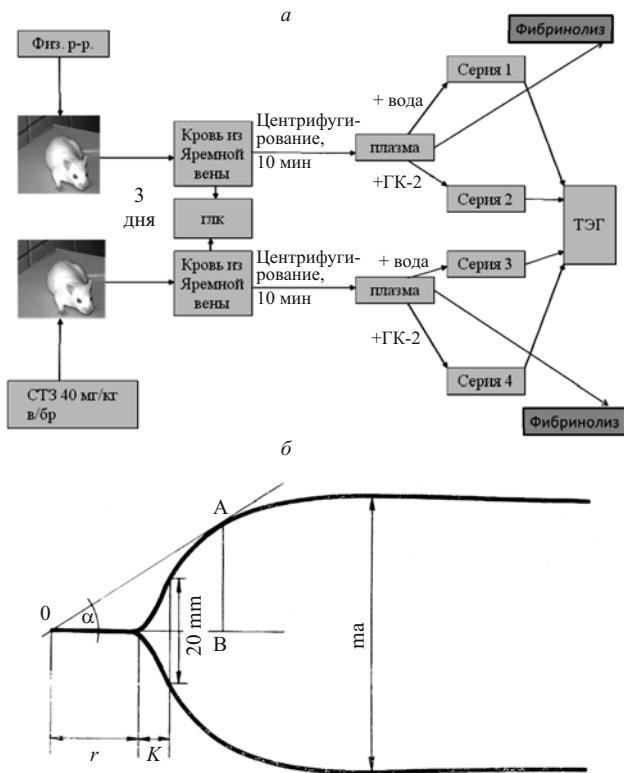 а
Физ. р-р.
Фибринолиз
Серия 1
+ вода
Кровь из
Яремной
вены
Центрифуги-
рование,
10 мин
плазма
+ГК-2
Серия 2
3
дня
глк
ТЭГ
Кровь из
Яремной
вены
Центрифуги-
рование,
10 мин
+ вода
Серия 3
плазма
+ГК-2
СТЗ 40 мг/кг
в/бр
Серия 4
Фибринолиз
б
A
0
α
20 mm
B
ma
r
K